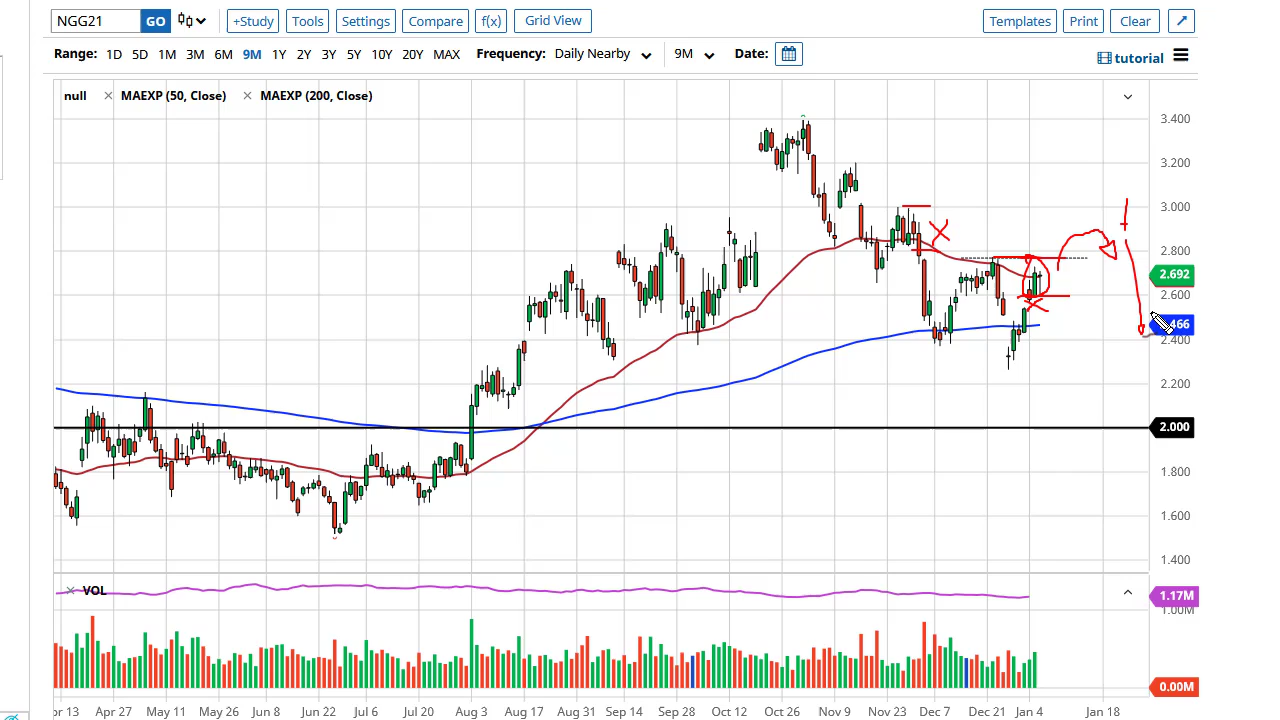 NGG21 GO +Study Tools Settings Compare f(x) Grid View Templates Print Clear
Range: 1D 5D 1M 3M 6M 9M 1Y 2Y 3Y 5Y 10Y 20Y MAX Frequency: Daily Nearby 9M Date: tutorial
null × MAEXP (50, Close) × MAEXP (200, Close)
3.400
3.200
3.000
2.800
2.692
2.600
2.400
2.200
2.000
1.800
1.600
1.400
VOL
1.17M
1.00M
0.00M
Apr 27 May 11 May 26 Jun 8 Jun 22 Jul 6 Jul 20 Aug 3 Aug 17 Aug 31 Sep 14 Sep 28 Oct 12 Oct 26 Nov 9 Nov 23 Dec 7 Dec 21 Jan 4 Jan 18